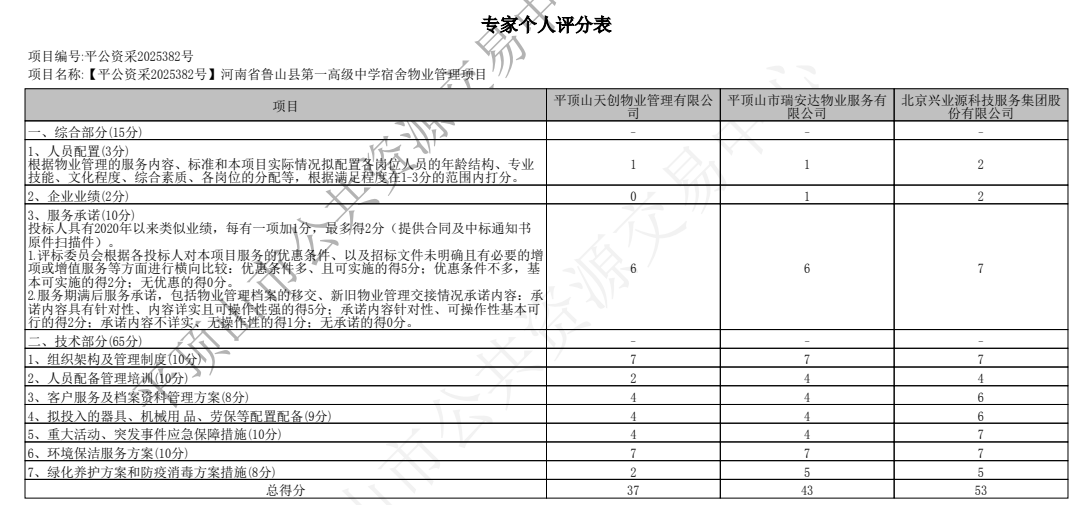 专家个人评分表
项目编号:平公资采2025382号
项目名称:【平公资采2025382号】河南省鲁山县第一高级中学宿舍物业管理项目
项目 平顶山天创物业管理有限公司 平顶山市瑞安达物业服务有限公司 北京兴业源科技服务集团股份有限公司
一、综合部分(15分) - - -
1、人员配置(3分)
根据物业管理的服务内容、标准和本项目实际情况拟配置各岗位人员的年龄结构、专业
技能、文化程度、综合素质、各岗位的分配等，根据满足程度在1-3分的范围内打分。 1 1 2
2、企业业绩(2分) 0 1 2
3、服务承诺(10分)
投标人具有2020年以来类似业绩，每有一项加1分，最多得2分（提供合同及中标通知书
原件扫描件）。
1.评标委员会根据各投标人对本项目服务的优惠条件、以及招标文件未明确且有必要的增
项或增值服务等方面进行横向比较：优惠条件多、且可实施的得5分；优惠条件不多，基
本可实施的得2分；无优惠的得0分。
2.服务期满后服务承诺，包括物业管理档案的移交、新旧物业管理交接情况承诺内容：承
诺内容具有针对性、内容详实且可操作性强的得5分；承诺内容针对性、可操作性基本可
行的得2分；承诺内容不详实、无操作性的得1分；无承诺的得0分。 6 6 7
二、技术部分(65分) - - -
1、组织架构及管理制度(10分) 7 7 7
2、人员配备管理培训(10分) 2 4 4
3、客户服务及档案资料管理方案(8分) 4 4 6
4、拟投入的器具、机械用品、劳保等配置配备(9分) 4 4 6
5、重大活动、突发事件应急保障措施(10分) 4 4 7
6、环境保洁服务方案(10分) 7 7 7
7、绿化养护方案和防疫消毒方案措施(8分) 2 5 5
总得分 37 43 53
平顶山市公共资源交易中
山市公共资源交易中心